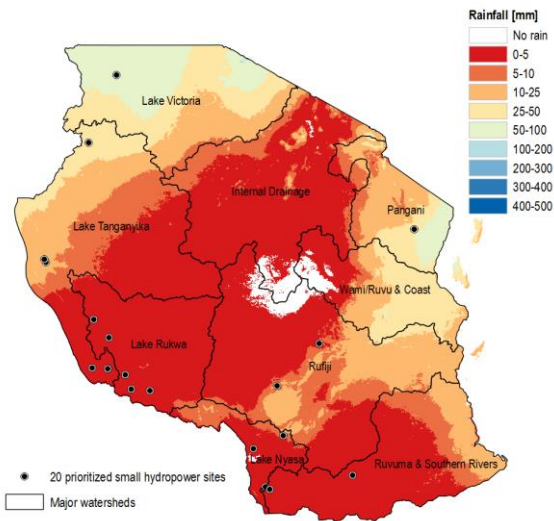 Rainfall [mm]
No rain
0-5
5-10
10-25
25-50
50-100
100-200
200-300
300-400
400-500
Lake Victoria
Internal Drainage
Pangani
Lake Tanganyika
Wami/Ruvu & Coast
Lake Rukwa
Rufiji
Lake Nyasa
Ruvuma & Southern Rivers
20 prioritized small hydropower sites
Major watersheds